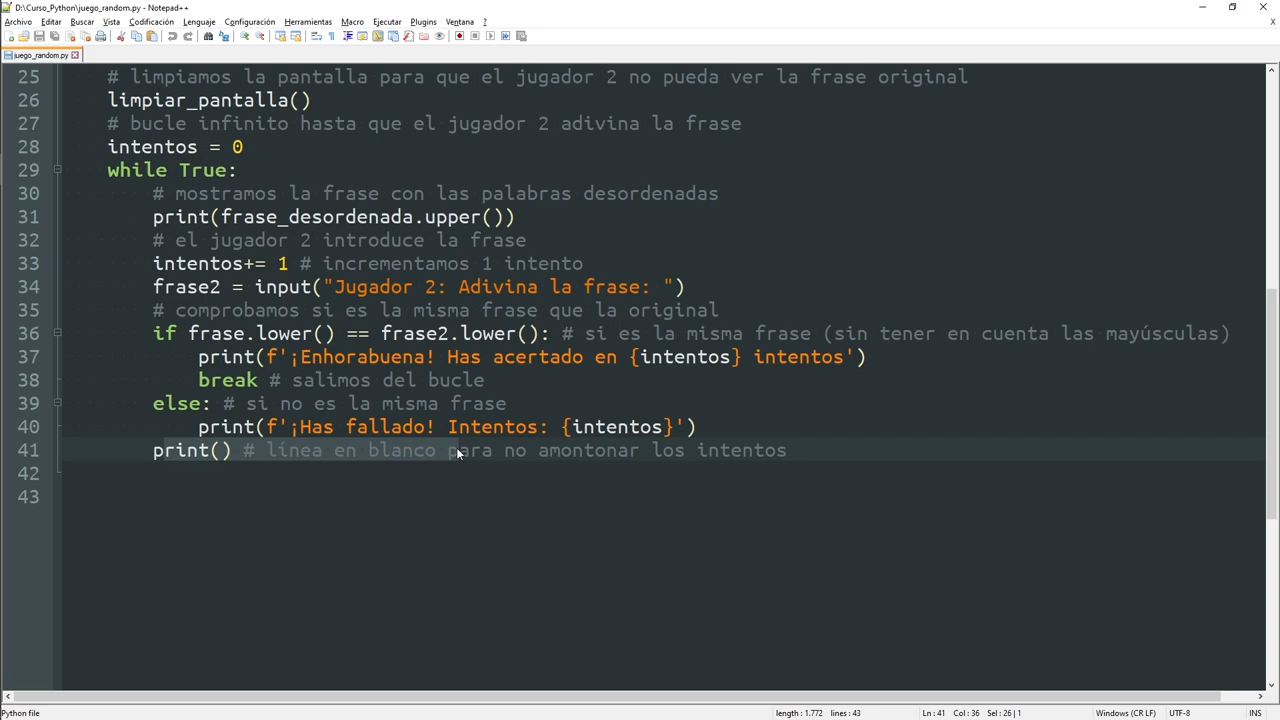 D:\Curso_Python\juego_random.py - Notepad++
Archivo Editar Buscar Vista Codificación Lenguaje Configuración Herramientas Macro Ejecutar Plugins Ventana ? X
juego_random.py
25 # limpiamos la pantalla para que el jugador 2 no pueda ver la frase original
26 limpiar_pantalla()
27 # bucle infinito hasta que el jugador 2 adivina la frase
28 intentos = 0
29 while True:
30 # mostramos la frase con las palabras desordenadas
31 print(frase_desordenada.upper())
32 # el jugador 2 introduce la frase
33 intentos+= 1 # incrementamos 1 intento
34 frase2 = input("Jugador 2: Adivina la frase: ")
35 # comprobamos si es la misma frase que la original
36 if frase.lower() == frase2.lower(): # si es la misma frase (sin tener en cuenta las mayúsculas)
37 print(f'¡Enhorabuena! Has acertado en {intentos} intentos')
38 break # salimos del bucle
39 else: # si no es la misma frase
40 print(f'¡Has fallado! Intentos: {intentos}')
41 print() # línea en blanco para no amontonar los intentos
42
43
Python file length : 1.772 lines : 43 Ln : 41 Col : 36 Sel : 26 | 1 Windows (CR LF) UTF-8 INS